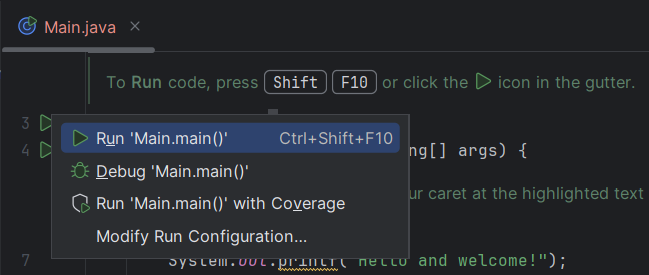 Main.java
To Run code, press Shift F10 or click the icon in the gutter.
3
Run 'Main.main()' Ctrl+Shift+F10
4 ng[] args) {
Debug 'Main.main()'
ur caret at the highlighted text
Run 'Main.main()' with Coverage
Modify Run Configuration...
7 System.out.printf("Hello and welcome!");